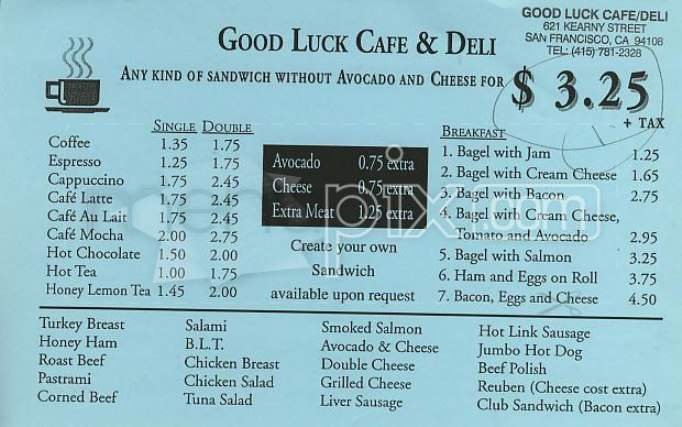 GOOD LUCK CAFE/DELI
621 KEARNY STREET
SAN FRANCISCO, CA 94108
TEL: (415) 781-2328
GOOD LUCK CAFE & DELI
ANY KIND OF SANDWICH WITHOUT AVOCADO AND CHEESE FOR $ 3.25
+ TAX
SINGLE DOUBLE
Coffee 1.35 1.75
Espresso 1.25 1.75
Cappuccino 1.75 2.45
Café Latte 1.75 2.45
Café Au Lait 1.75 2.45
Café Mocha 2.00 2.75
Hot Chocolate 1.50 2.00
Hot Tea 1.00 1.75
Honey Lemon Tea 1.45 2.00
Avocado 0.75 extra
Cheese 0.75 extra
Extra Meat 1.25 extra
Create your own
Sandwich
available upon request
BREAKFAST
1. Bagel with Jam 1.25
2. Bagel with Cream Cheese 1.65
3. Bagel with Bacon 2.75
4. Bagel with Cream Cheese,
Tomato and Avocado 2.95
5. Bagel with Salmon 3.25
6. Ham and Eggs on Roll 3.75
7. Bacon, Eggs and Cheese 4.50
Turkey Breast
Honey Ham
Roast Beef
Pastrami
Corned Beef
Salami
B.L.T.
Chicken Breast
Chicken Salad
Tuna Salad
Smoked Salmon
Avocado & Cheese
Double Cheese
Grilled Cheese
Liver Sausage
Hot Link Sausage
Jumbo Hot Dog
Beef Polish
Reuben (Cheese cost extra)
Club Sandwich (Bacon extra)